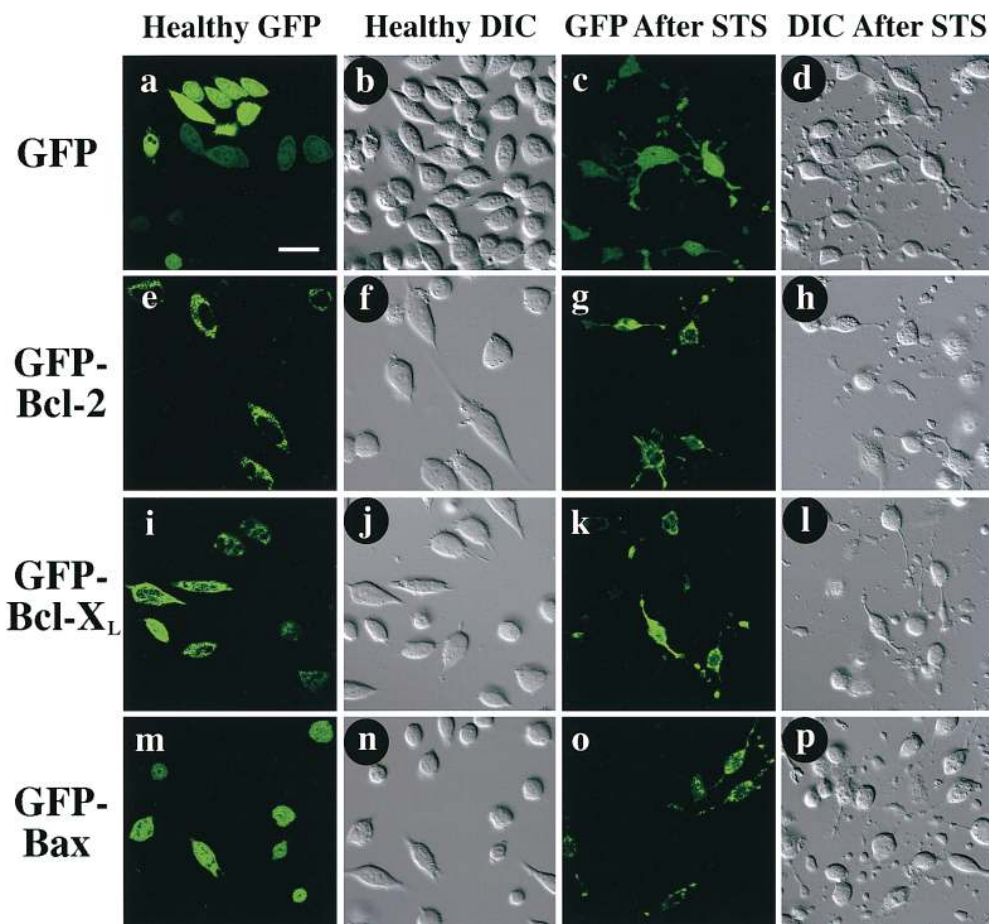 Healthy GFP Healthy DIC GFP After STS DIC After STS
GFP
a b c d
GFP-
Bcl-2
e f g h
GFP-
Bcl-XL
i j k l
GFP-
Bax
m n o p